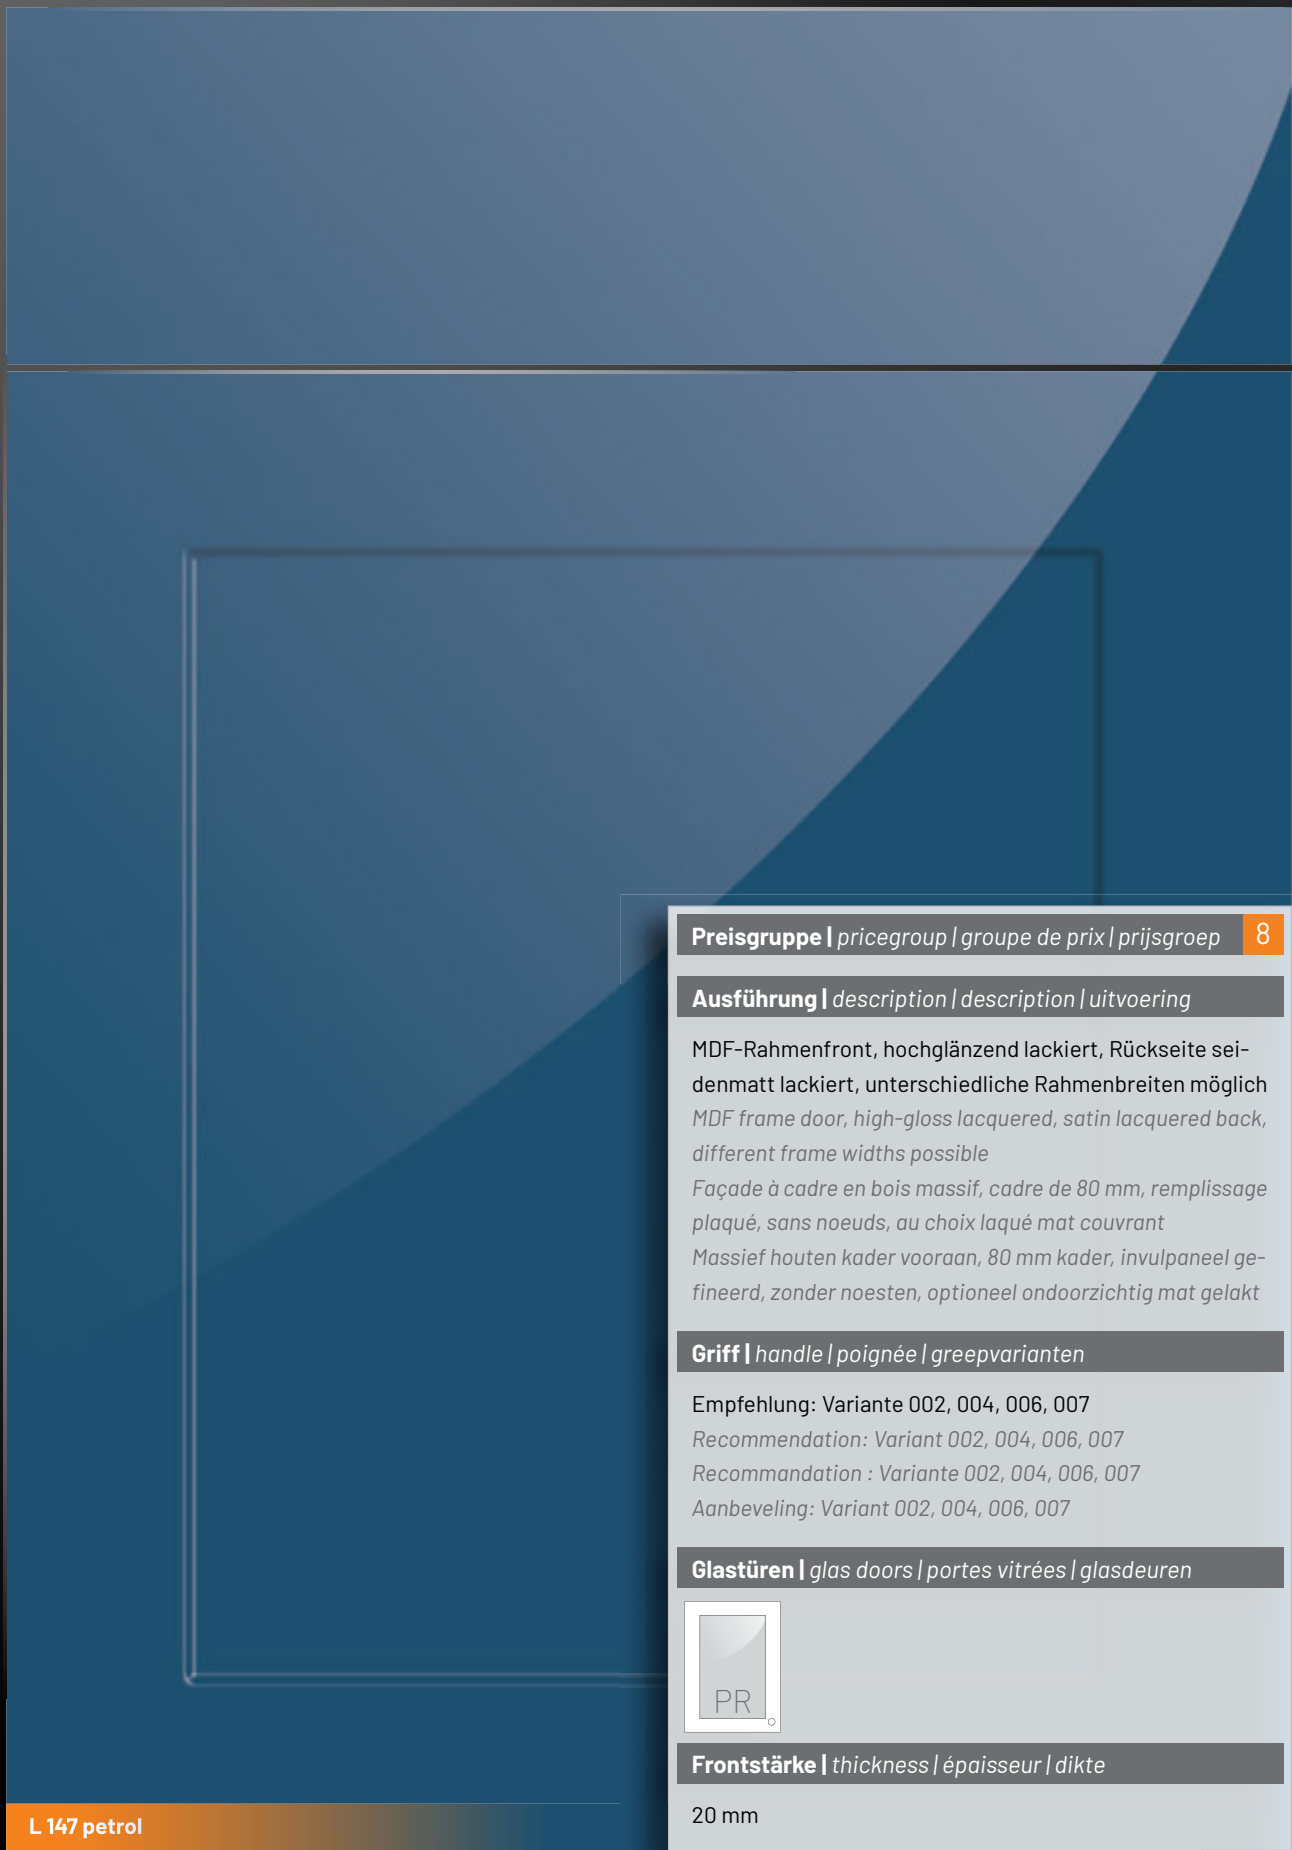 Preisgruppe | pricegroup | groupe de prix | prijsgroep 8
Ausführung | description | description | uitvoering
MDF-Rahmenfront, hochglänzend lackiert, Rückseite sei-
denmatt lackiert, unterschiedliche Rahmenbreiten möglich
MDF frame door, high-gloss lacquered, satin lacquered back,
different frame widths possible
Façade à cadre en bois massif, cadre de 80 mm, remplissage
plaqué, sans noeuds, au choix laqué mat couvrant
Massief houten kader vooraan, 80 mm kader, invulpaneel ge-
fineerd, zonder noesten, optioneel ondoorzichtig mat gelakt
Griff | handle | poignée | greepvarianten
Empfehlung: Variante 002, 004, 006, 007
Recommendation: Variant 002, 004, 006, 007
Recommandation : Variante 002, 004, 006, 007
Aanbeveling: Variant 002, 004, 006, 007
Glastüren | glas doors | portes vitrées | glasdeuren
PR
Frontstärke | thickness | épaisseur | dikte
20 mm
L 147 petrol